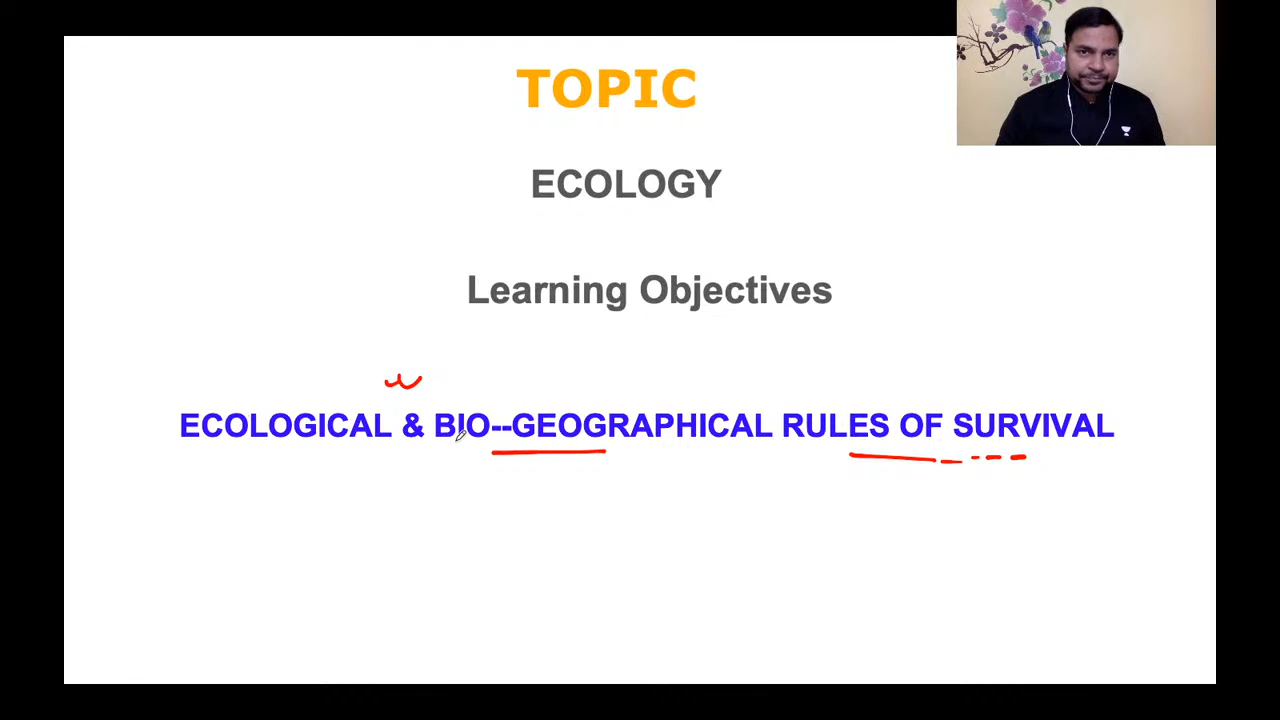 TOPIC
ECOLOGY
Learning Objectives
ECOLOGICAL & BIO--GEOGRAPHICAL RULES OF SURVIVAL